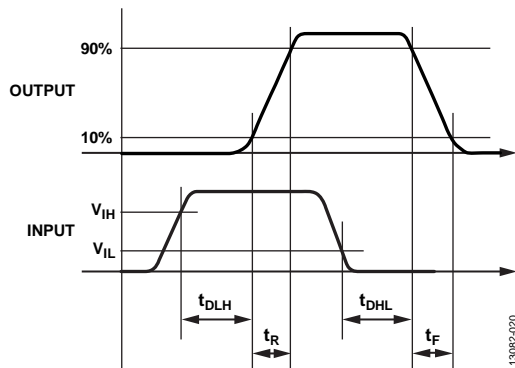 90%
OUTPUT
10%
VIH
INPUT
VIL
tDLH
tDHL
tR
tF
13082-020